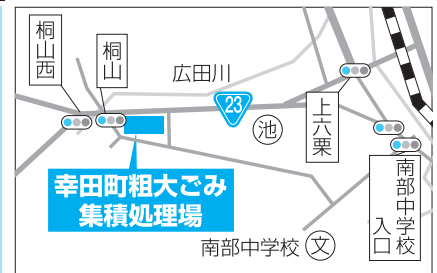 桐山西
桐山
広田川
23
池
上六栗
幸田町粗大ごみ
集積処理場
南部中学校
入口
南部中学校 文